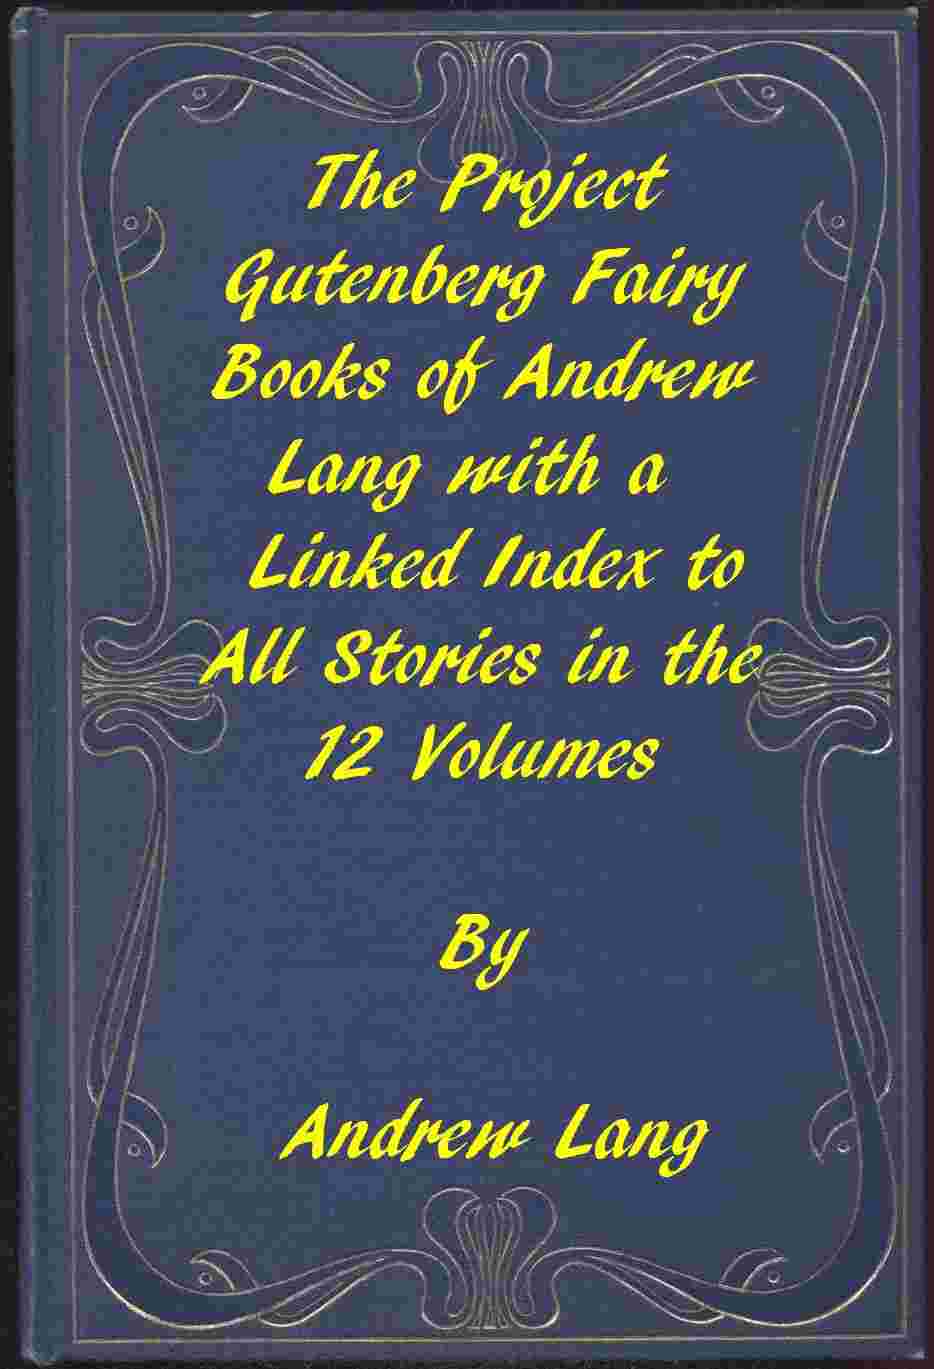 The Project
Gutenberg Fairy
Books of Andrew
Lang with a
Linked Index to
All Stories in the
12 Volumes
By
Andrew Lang